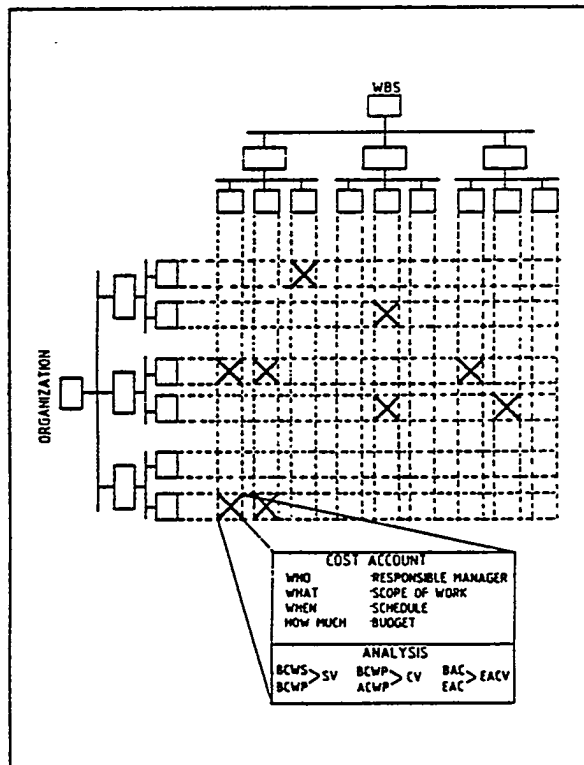 WBS
ORGANIZATION
COST ACCOUNT
WHO RESPONSIBLE MANAGER
WHAT SCOPE OF WORK
WHEN SCHEDULE
HOW MUCH BUDGET
ANALYSIS
BCWS BCWP > SV BCWP ACWP > CV BAC EAC > EACV